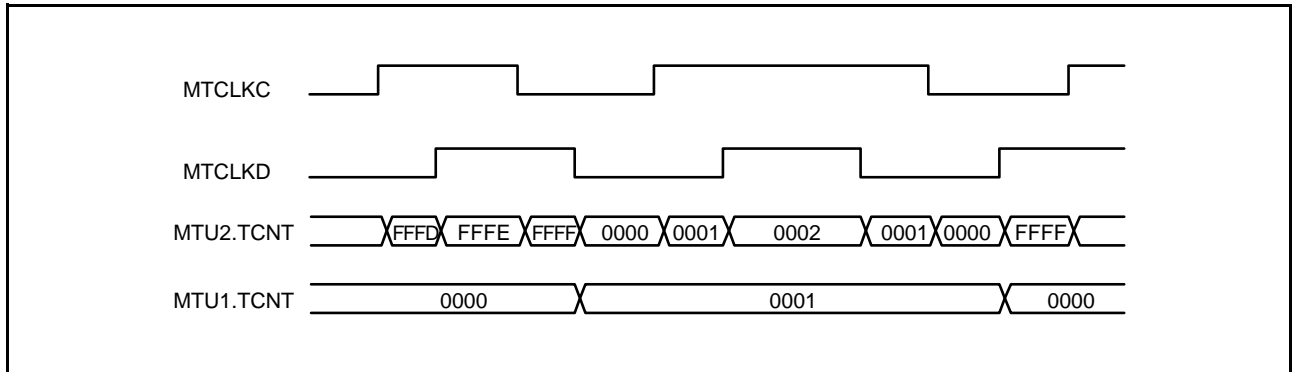 MTCLKC
MTCLKD
MTU2.TCNT FFFD FFFE FFFF 0000 0001 0002 0001 0000 FFFF
MTU1.TCNT 0000 0001 0000